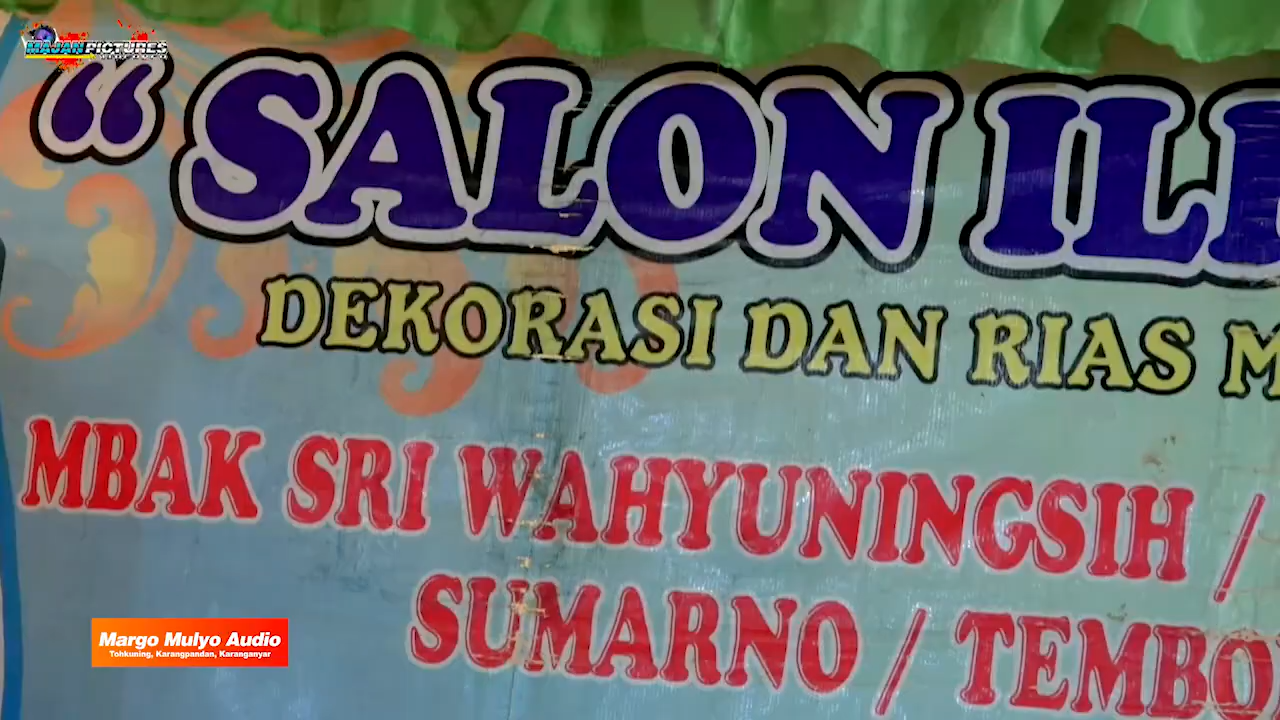 MAJAN PICTURES
“ SALON IL
DEKORASI DAN RIAS M
MBAK SRI WAHYUNINGSIH /
SUMARNO / TEMBO
Margo Mulyo Audio
Tohkuning, Karangpandan, Karanganyar